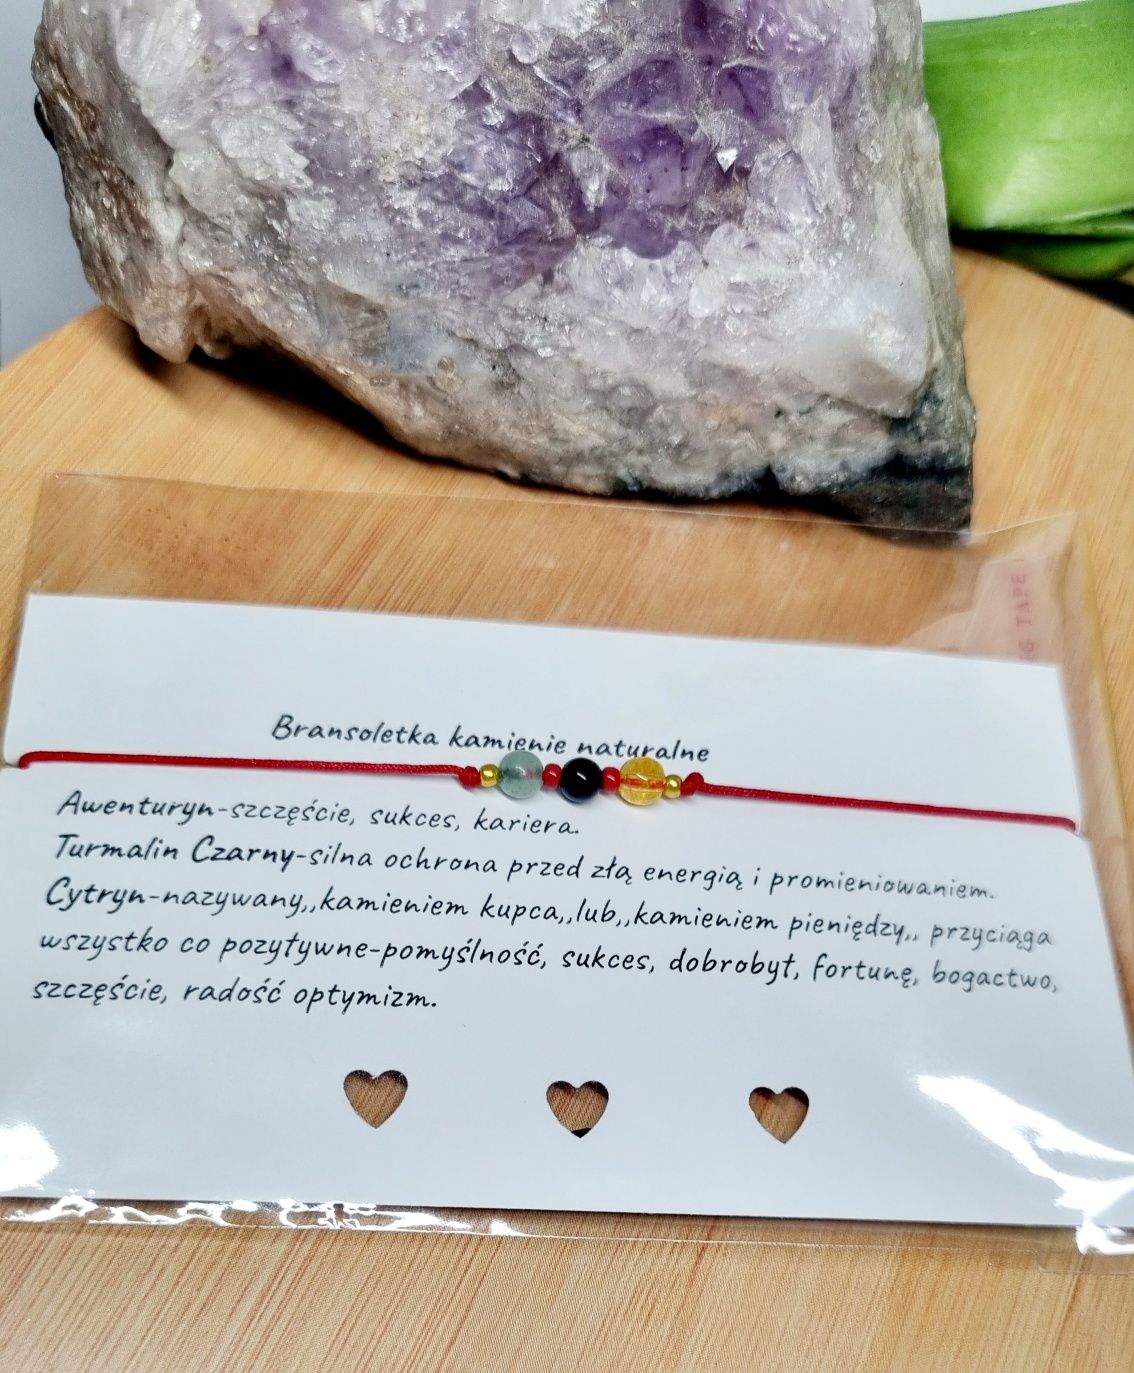 G TAPE
Bransoletka kamienie naturalne
Awenturyn-szczęście, sukces, kariera.
Turmalin Czarny-silna ochrona przed złą energią i promieniowaniem.
Cytryn-nazywany,,kamieniem kupca,,lub,,kamieniem pieniędzy,, przyciąga
wszystko co pozytywne-pomyślność, sukces, dobrobyt, fortunę, bogactwo,
szczęście, radość optymizm.